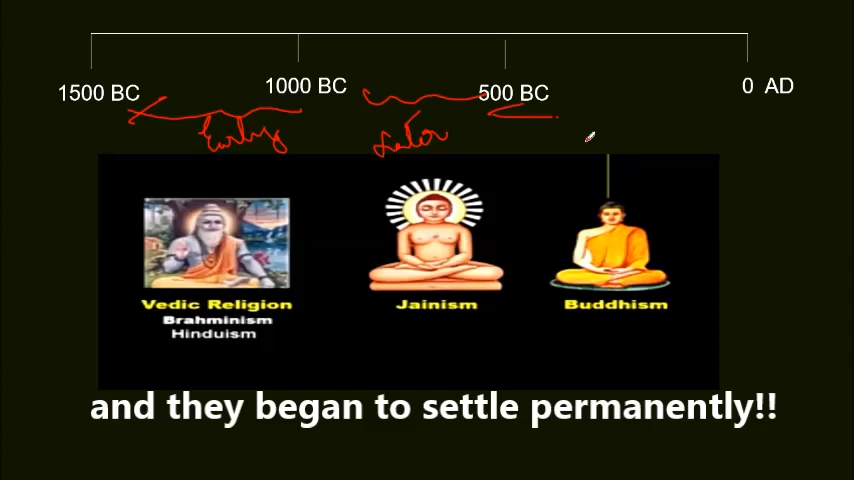 1500 BC 1000 BC 500 BC 0 AD
Early Later
Vedic Religion Jainism Buddhism
Brahminism
Hinduism
and they began to settle permanently!!